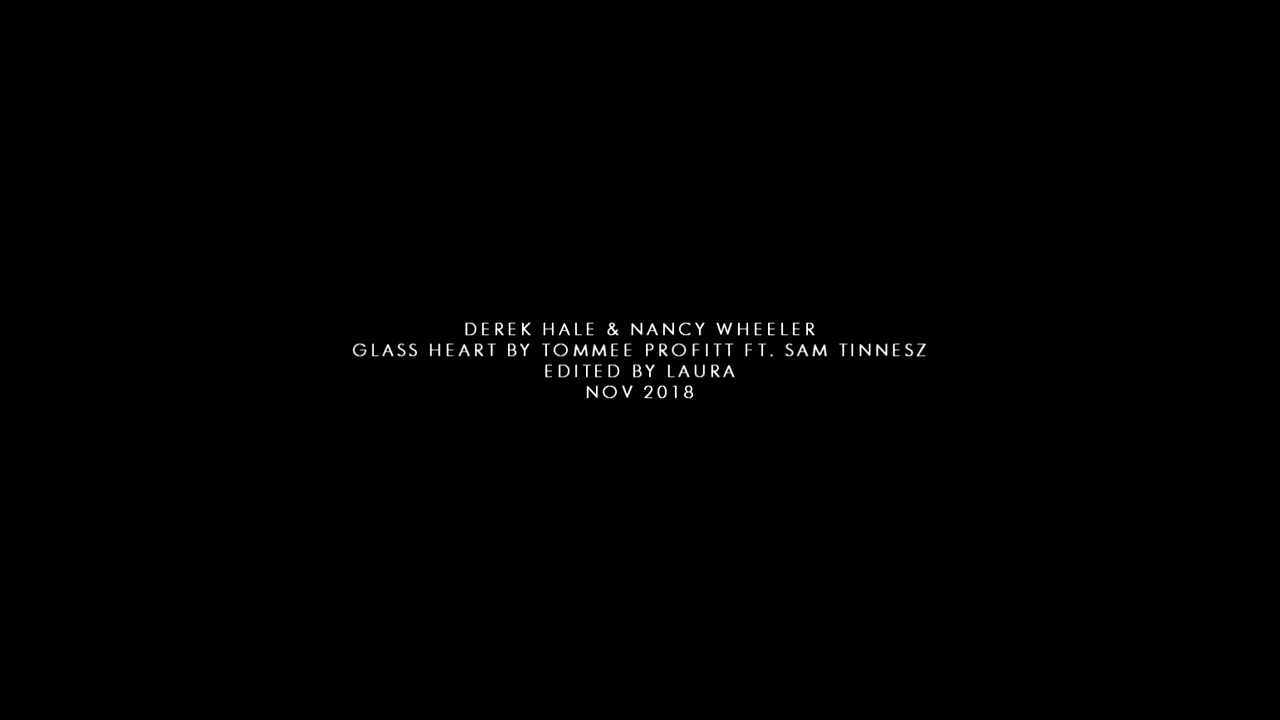 DEREK HALE & NANCY WHEELER
GLASS HEART BY TOMMEE PROFITT FT. SAM TINNESZ
EDITED BY LAURA
NOV 2018